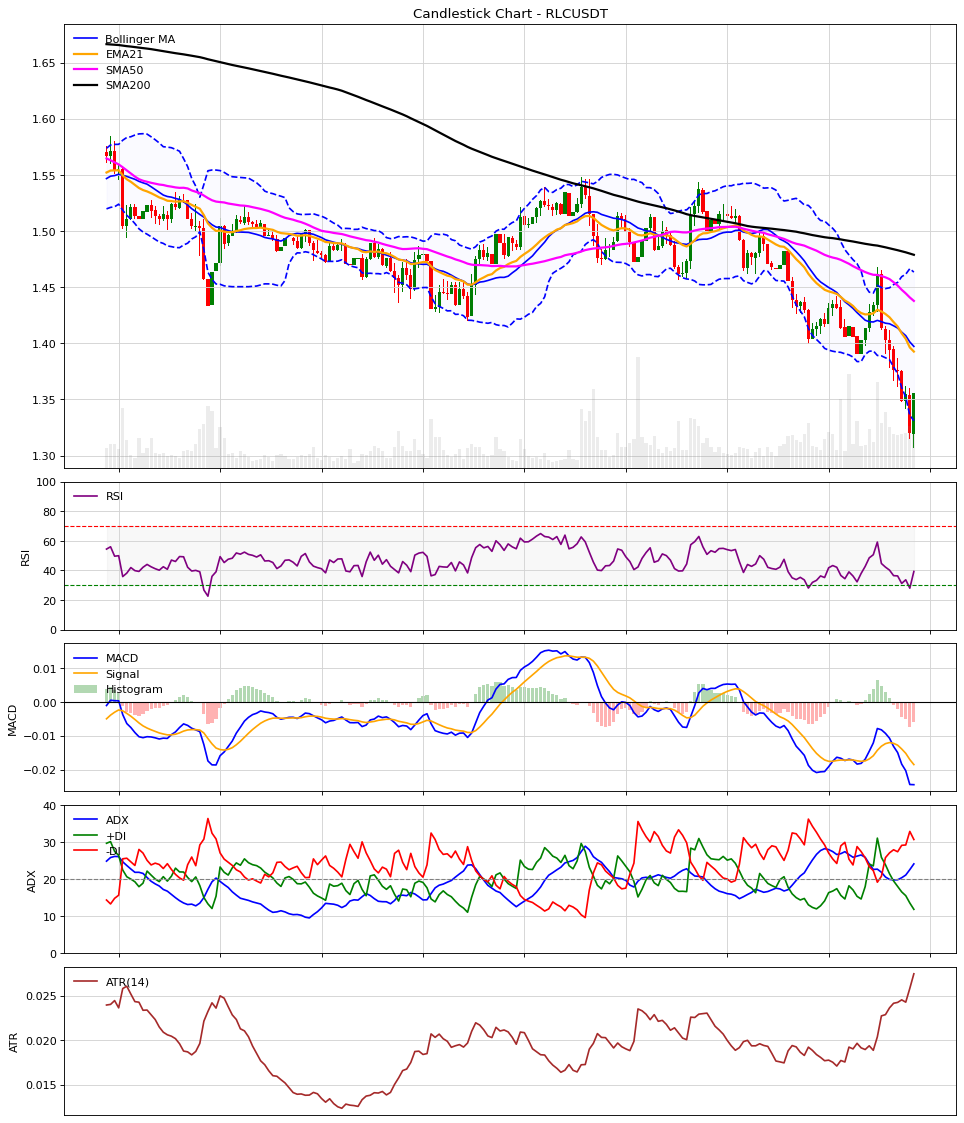 Candlestick Chart - RLCUSDT
Bollinger MA
EMA21
SMA50
SMA200
1.65
1.60
1.55
1.50
1.45
1.40
1.35
1.30
RSI
100
80
60
40
20
0
RSI
MACD
Signal
Histogram
0.01
0.00
−0.01
−0.02
MACD
ADX
+DI
-DI
40
30
20
10
0
ADX
ATR(14)
0.025
0.020
0.015
ATR